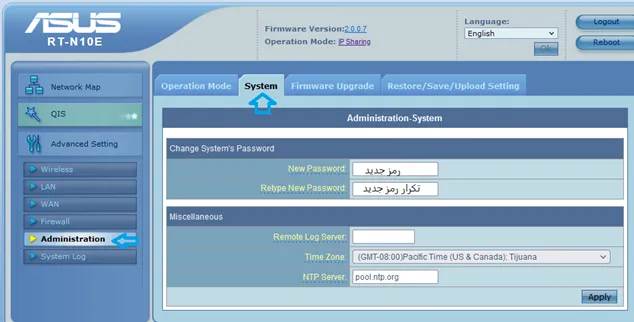 ASUS
RT-N10E
Firmware Version:2.0.0.7
Operation Mode: IP Sharing
Language:
English
Ok
Logout
Reboot
Network Map
QIS
Advanced Setting
Wireless
LAN
WAN
Firewall
Administration
System Log
Operation Mode System Firmware Upgrade Restore/Save/Upload Setting
Administration-System
Change System's Password
New Password: رمز جدید
Retype New Password: تکرار رمز جدید
Miscellaneous
Remote Log Server:
Time Zone: (GMT-08:00)Pacific Time (US & Canada); Tijuana
NTP Server: pool.ntp.org
Apply